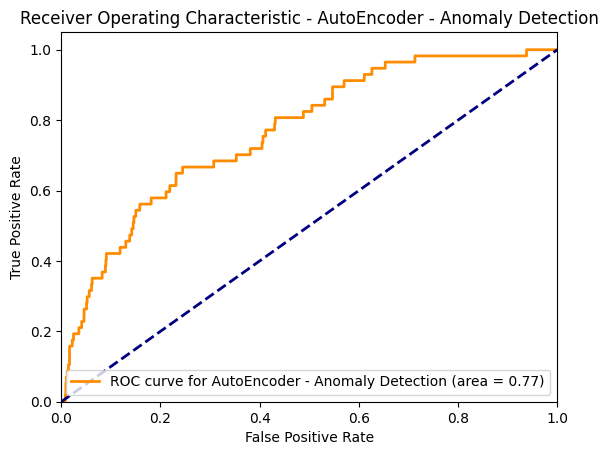 Receiver Operating Characteristic - AutoEncoder - Anomaly Detection
1.0
0.8
0.6
0.4
0.2
0.0
True Positive Rate
ROC curve for AutoEncoder - Anomaly Detection (area = 0.77)
0.0 0.2 0.4 0.6 0.8 1.0
False Positive Rate